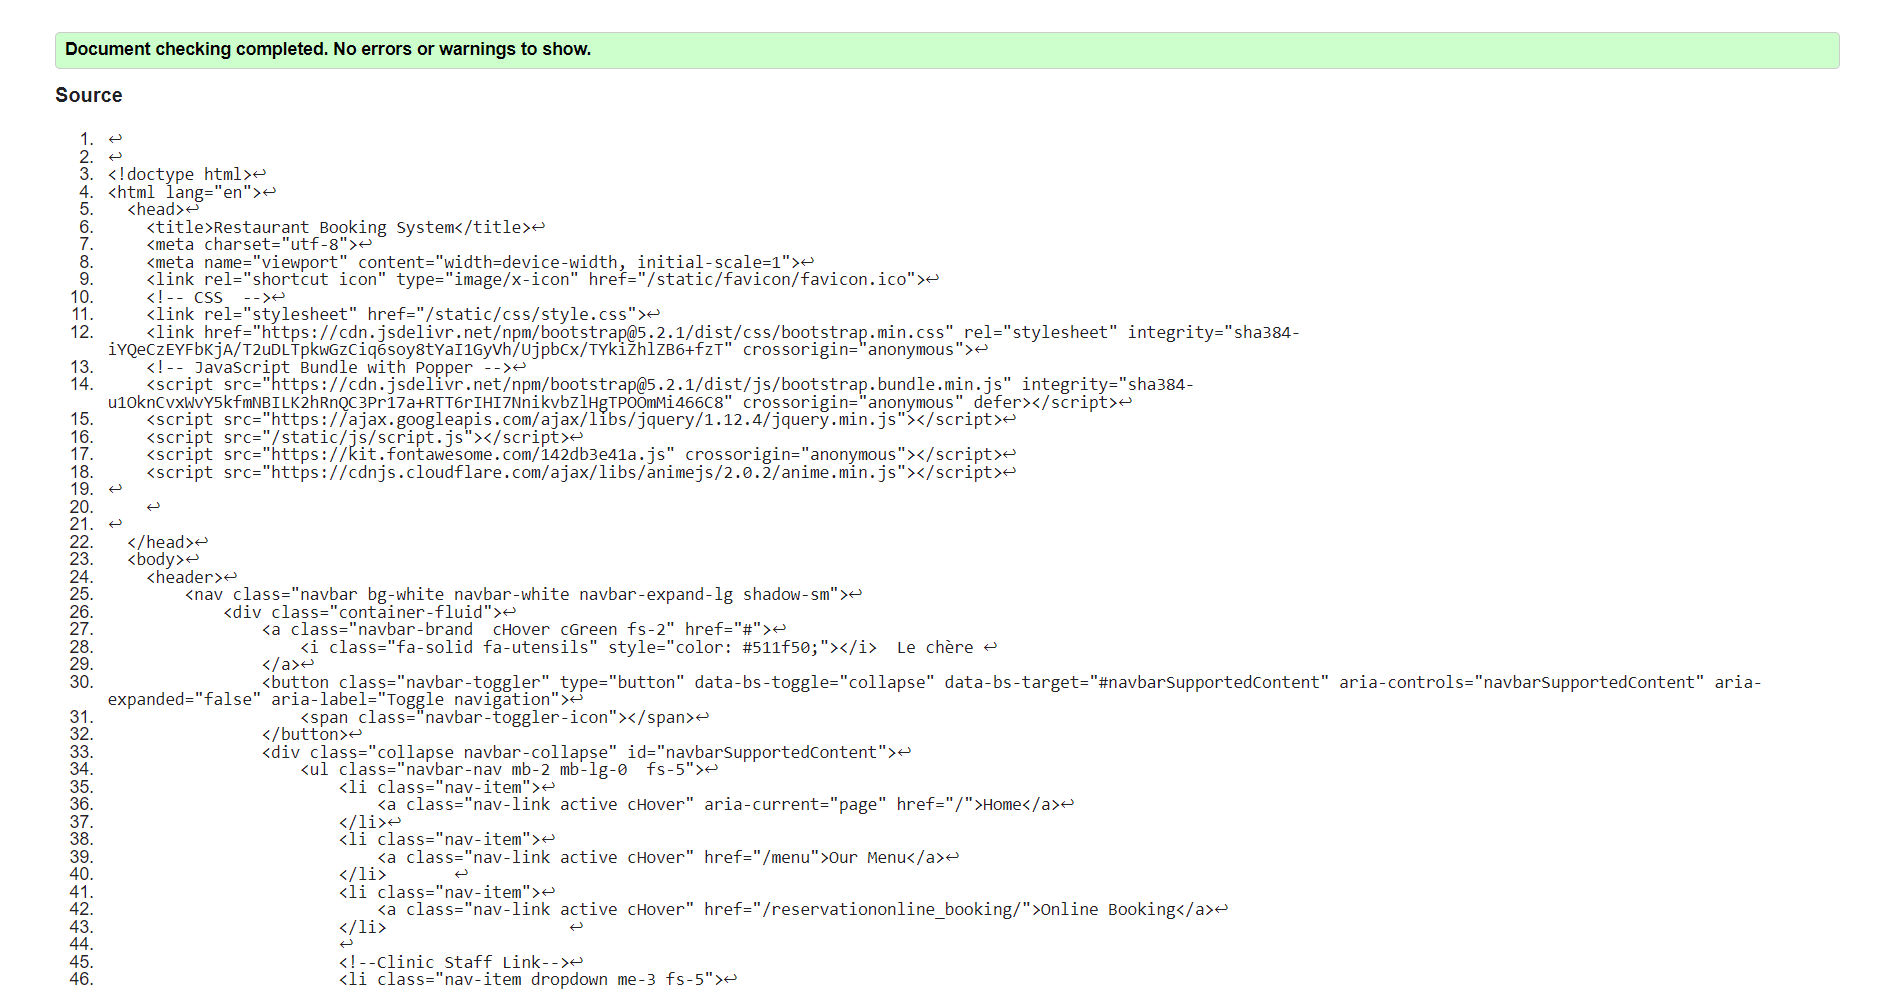 Document checking completed. No errors or warnings to show.
Source
1. ↩
2. ↩
3. <!doctype html>↩
4. <html lang="en">↩
5. <head>↩
6. <title>Restaurant Booking System</title>↩
7. <meta charset="utf-8">↩
8. <meta name="viewport" content="width=device-width, initial-scale=1">↩
9. <link rel="shortcut icon" type="image/x-icon" href="/static/favicon/favicon.ico">↩
10. <!-- CSS  -->↩
11. <link rel="stylesheet" href="/static/css/style.css">↩
12. <link href="https://cdn.jsdelivr.net/npm/bootstrap@5.2.1/dist/css/bootstrap.min.css" rel="stylesheet" integrity="sha384-
iYQeCzEYFbKjA/T2uDLTpkwGzCiq6soy8tYaI1GyVh/UjpbCx/TYkiZhlZB6+fzT" crossorigin="anonymous">↩
13. <!-- JavaScript Bundle with Popper -->↩
14. <script src="https://cdn.jsdelivr.net/npm/bootstrap@5.2.1/dist/js/bootstrap.bundle.min.js" integrity="sha384-
u1OknCvxWvY5kfmNBILK2hRnQC3Pr17a+RTT6rIHI7NnikvbZlHgTPOOmMi466C8" crossorigin="anonymous" defer></script>↩
15. <script src="https://ajax.googleapis.com/ajax/libs/jquery/1.12.4/jquery.min.js"></script>↩
16. <script src="/static/js/script.js"></script>↩
17. <script src="https://kit.fontawesome.com/142db3e41a.js" crossorigin="anonymous"></script>↩
18. <script src="https://cdnjs.cloudflare.com/ajax/libs/animejs/2.0.2/anime.min.js"></script>↩
19. ↩
20. ↩
21. ↩
22. </head>↩
23. <body>↩
24. <header>↩
25. <nav class="navbar bg-white navbar-white navbar-expand-lg shadow-sm">↩
26. <div class="container-fluid">↩
27. <a class="navbar-brand  cHover cGreen fs-2" href="#">↩
28. <i class="fa-solid fa-utensils" style="color: #511f50;"></i>  Le chère ↩
29. </a>↩
30. <button class="navbar-toggler" type="button" data-bs-toggle="collapse" data-bs-target="#navbarSupportedContent" aria-controls="navbarSupportedContent" aria-
expanded="false" aria-label="Toggle navigation">↩
31. <span class="navbar-toggler-icon"></span>↩
32. </button>↩
33. <div class="collapse navbar-collapse" id="navbarSupportedContent">↩
34. <ul class="navbar-nav mb-2 mb-lg-0  fs-5">↩
35. <li class="nav-item">↩
36. <a class="nav-link active cHover" aria-current="page" href="/">Home</a>↩
37. </li>↩
38. <li class="nav-item">↩
39. <a class="nav-link active cHover" href="/menu">Our Menu</a>↩
40. </li> ↩
41. <li class="nav-item">↩
42. <a class="nav-link active cHover" href="/reservationonline_booking/">Online Booking</a>↩
43. </li> ↩
44. ↩
45. <!--Clinic Staff Link-->↩
46. <li class="nav-item dropdown me-3 fs-5">↩